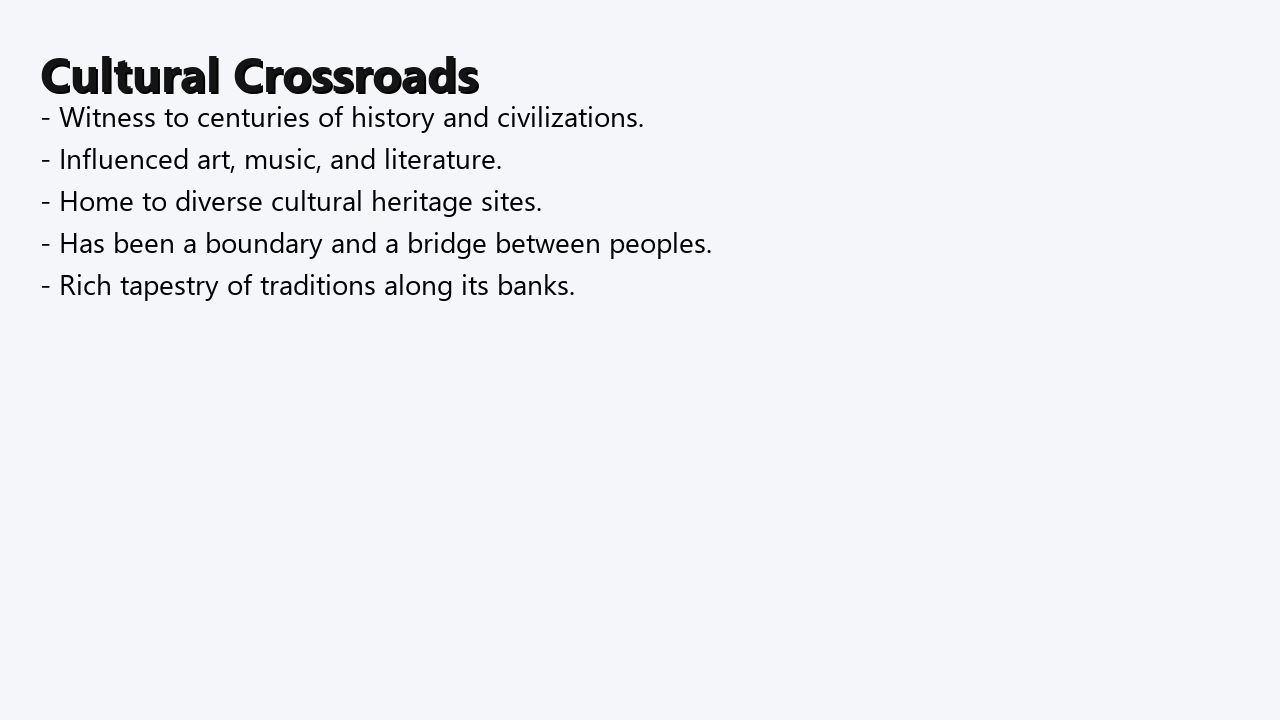 Cultural Crossroads
- Witness to centuries of history and civilizations.
- Influenced art, music, and literature.
- Home to diverse cultural heritage sites.
- Has been a boundary and a bridge between peoples.
- Rich tapestry of traditions along its banks.